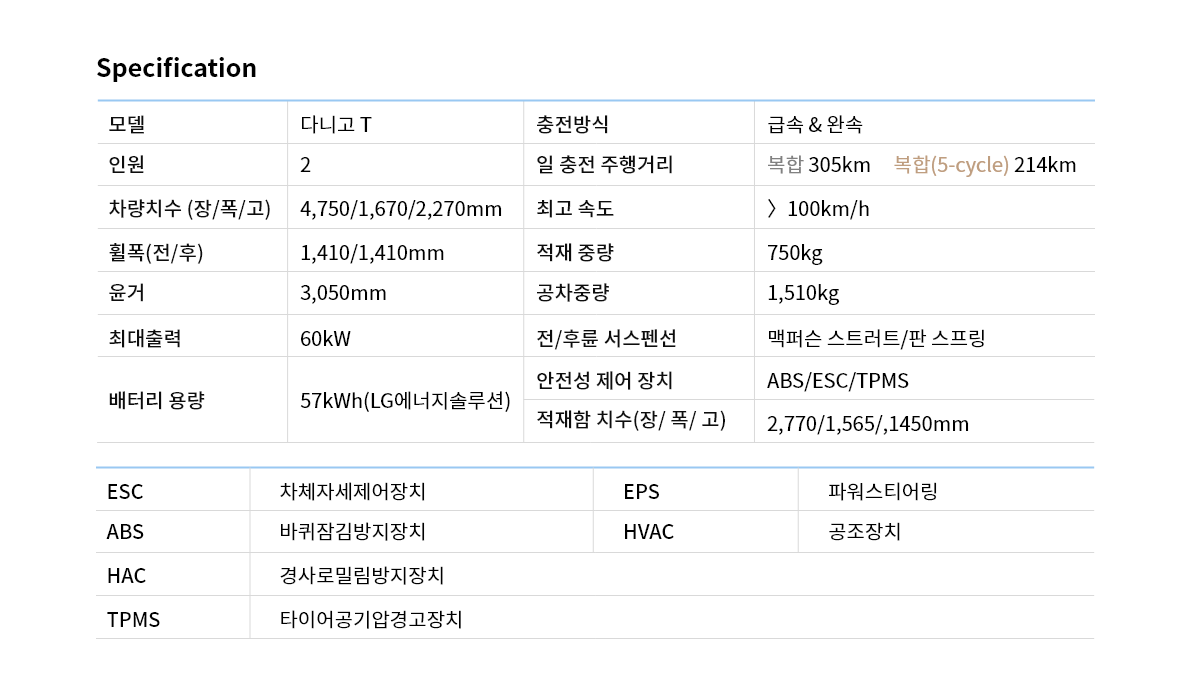 Specification
모델 다니고 T 충전방식 급속 & 완속
인원 2 일 충전 주행거리 복합 305km 복합(5-cycle) 214km
차량치수 (장/폭/고) 4,750/1,670/2,270mm 최고 속도 〉100km/h
휠폭(전/후) 1,410/1,410mm 적재 중량 750kg
윤거 3,050mm 공차중량 1,510kg
최대출력 60kW 전/후륜 서스펜션 맥퍼슨 스트러트/판 스프링
배터리 용량 57kWh(LG에너지솔루션) 안전성 제어 장치 ABS/ESC/TPMS
적재함 치수(장/ 폭/ 고) 2,770/1,565/,1450mm
ESC 차체자세제어장치 EPS 파워스티어링
ABS 바퀴잠김방지장치 HVAC 공조장치
HAC 경사로밀림방지장치
TPMS 타이어공기압경고장치